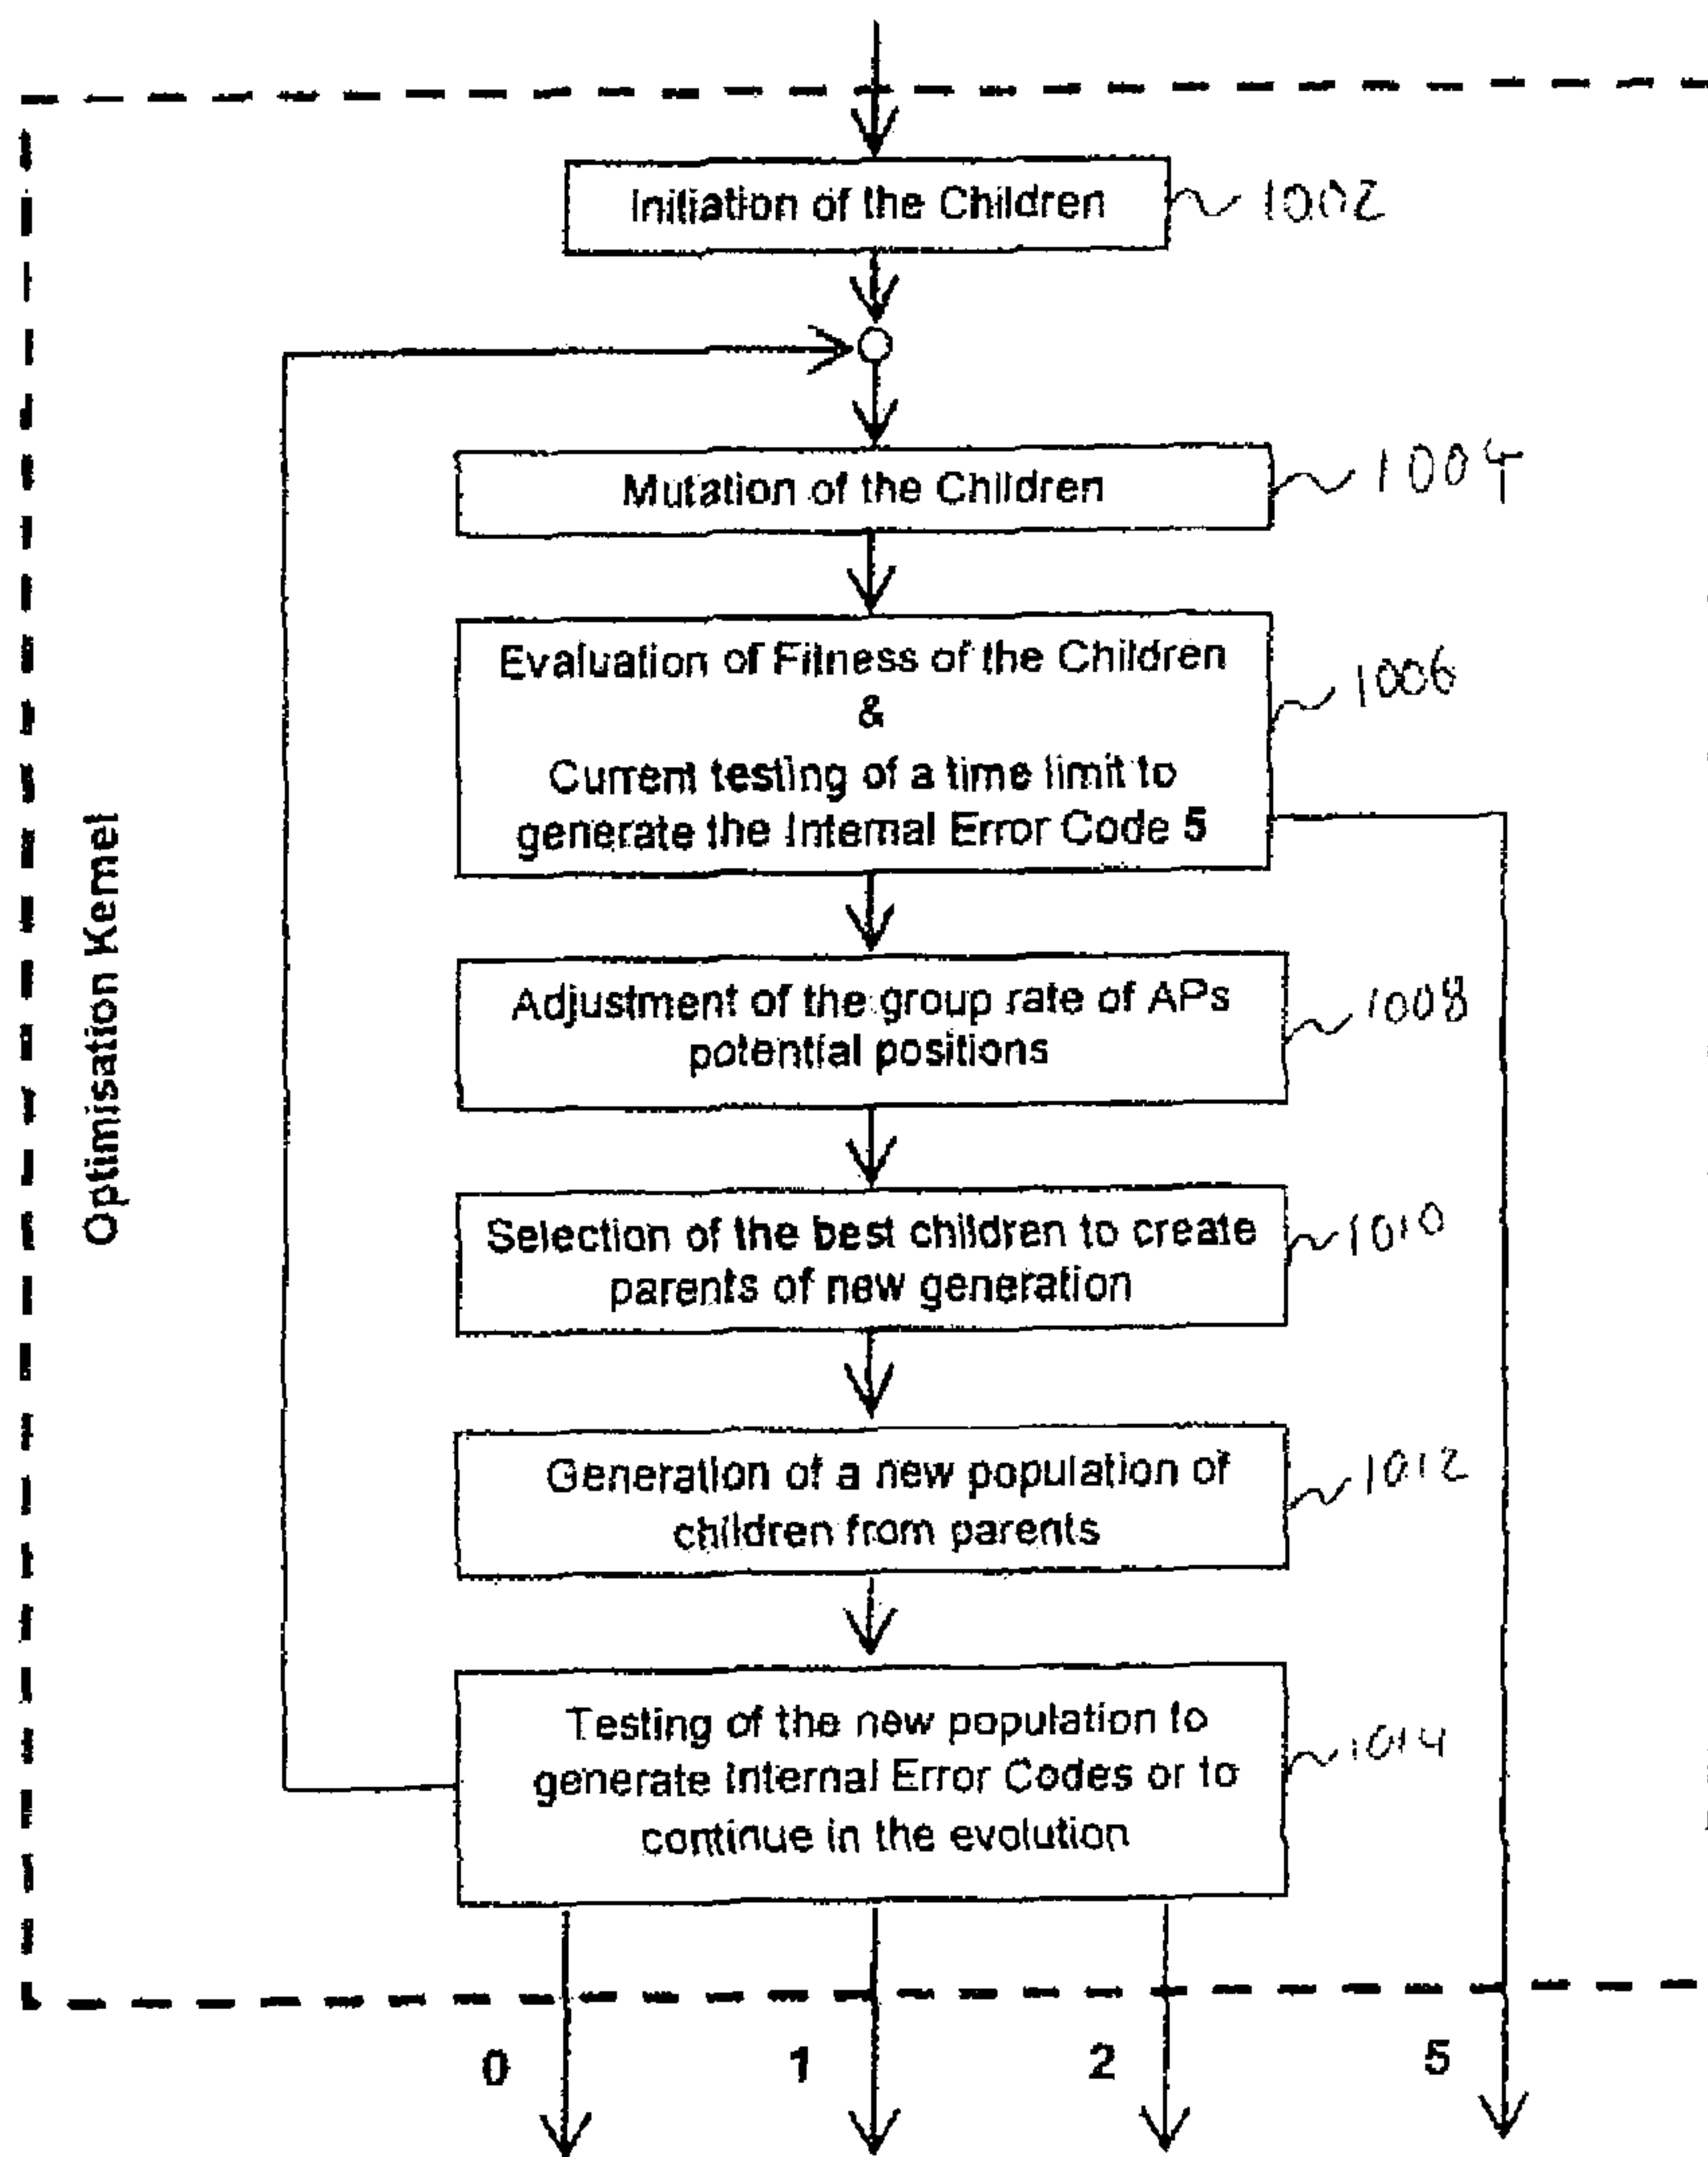 Initiation of the Children
1002
Mutation of the Children
1004
Evaluation of Fitness of the Children
&
Current testing of a time limit to
generate the Internal Error Code 5
1006
Optimisation Kernel
Adjustment of the group rate of APs
potential positions
1008
Selection of the best children to create
parents of new generation
1010
Generation of a new population of
children from parents
1012
Testing of the new population to
generate Internal Error Codes or to
continue in the evolution
1014
0
1
2
5